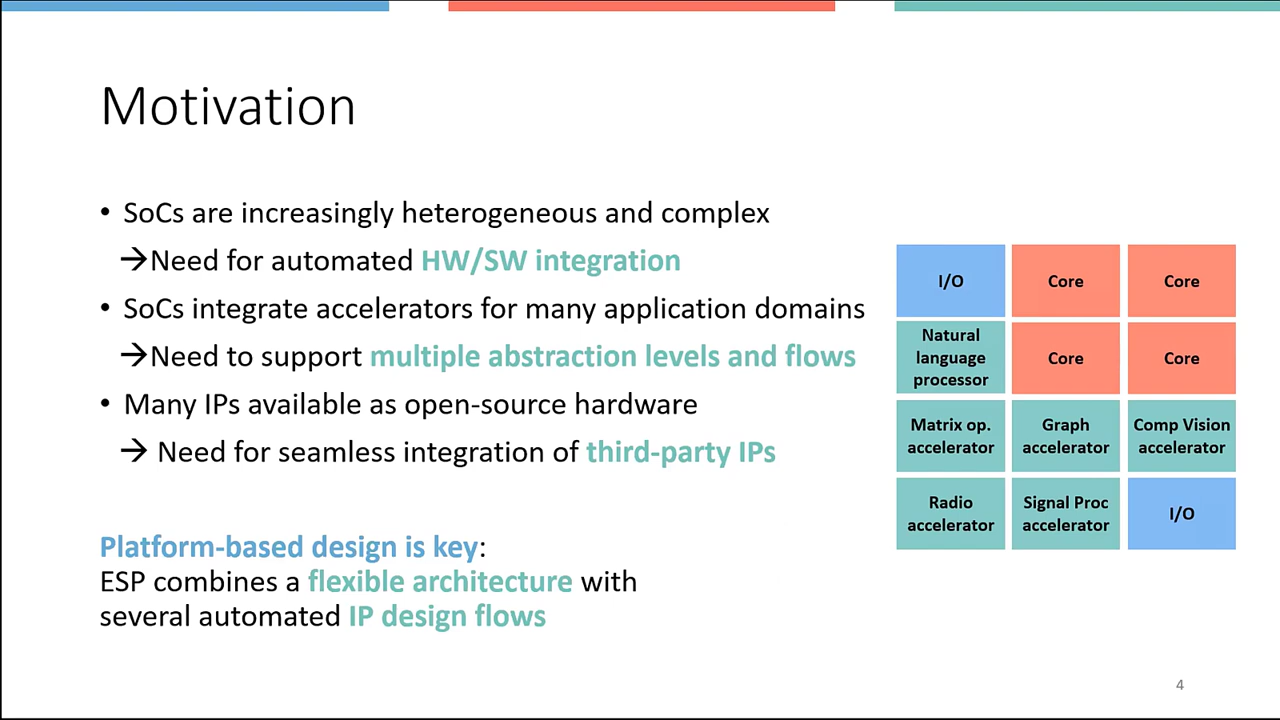 Motivation
• SoCs are increasingly heterogeneous and complex
→Need for automated HW/SW integration
• SoCs integrate accelerators for many application domains
→Need to support multiple abstraction levels and flows
• Many IPs available as open-source hardware
→ Need for seamless integration of third-party IPs
Platform-based design is key:
ESP combines a flexible architecture with
several automated IP design flows
I/O
Core
Core
Natural
language
processor
Core
Core
Matrix op.
accelerator
Graph
accelerator
Comp Vision
accelerator
Radio
accelerator
Signal Proc
accelerator
I/O
4